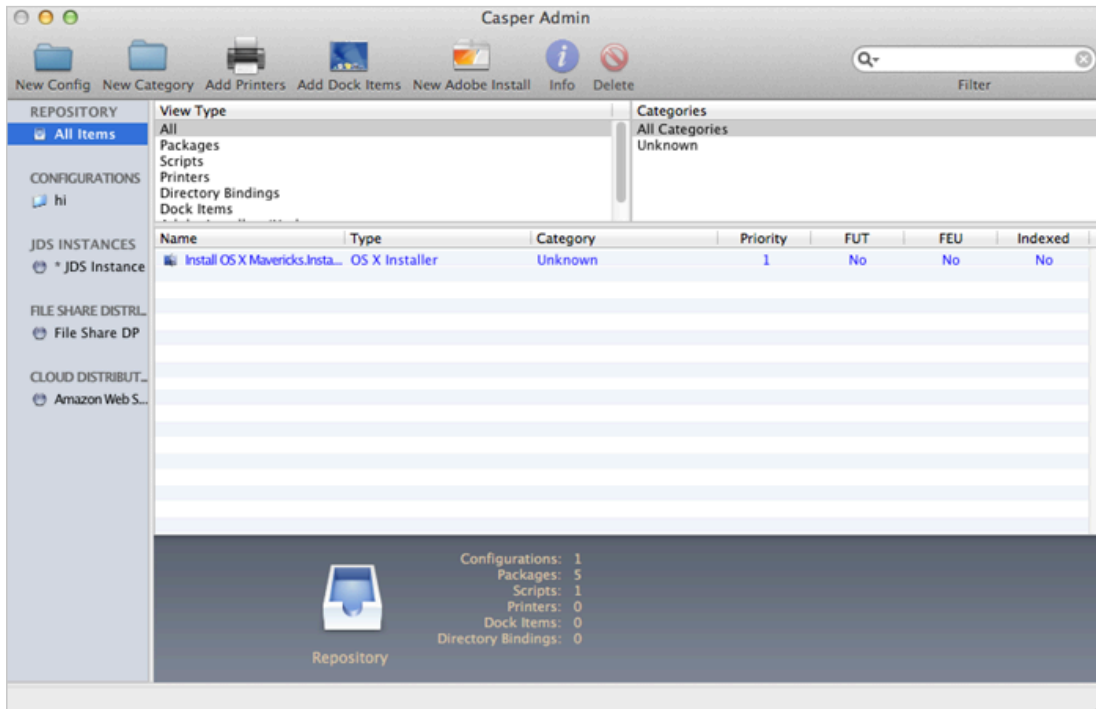 Casper Admin
New Config New Category Add Printers Add Dock Items New Adobe Install Info Delete Filter
REPOSITORY
All Items
CONFIGURATIONS
hi
JDS INSTANCES
* JDS Instance
FILE SHARE DISTRI...
File Share DP
CLOUD DISTRIBUT...
Amazon Web S...
View Type
All
Packages
Scripts
Printers
Directory Bindings
Dock Items
Categories
All Categories
Unknown
Name Type Category Priority FUT FEU Indexed
Install OS X Mavericks.Insta... OS X Installer Unknown 1 No No No
Configurations: 1
Packages: 5
Scripts: 1
Printers: 0
Dock Items: 0
Directory Bindings: 0
Repository